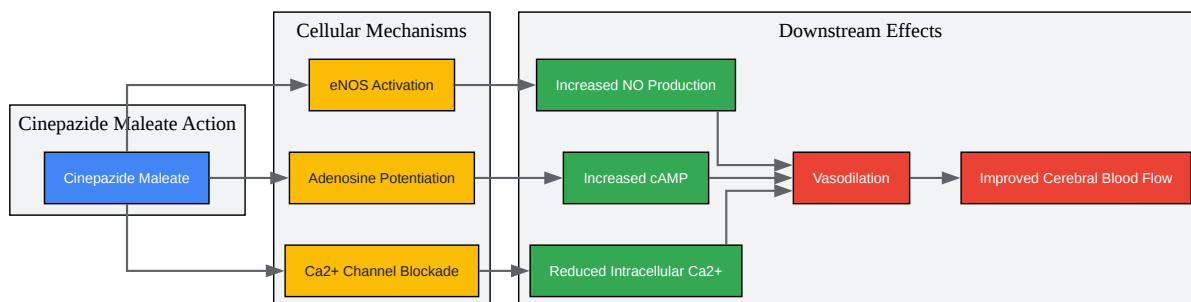 Cellular Mechanisms
Downstream Effects
eNOS Activation
Increased NO Production
Cinepazide Maleate Action
Cinepazide Maleate
Adenosine Potentiation
Increased cAMP
Vasodilation
Improved Cerebral Blood Flow
Ca2+ Channel Blockade
Reduced Intracellular Ca2+